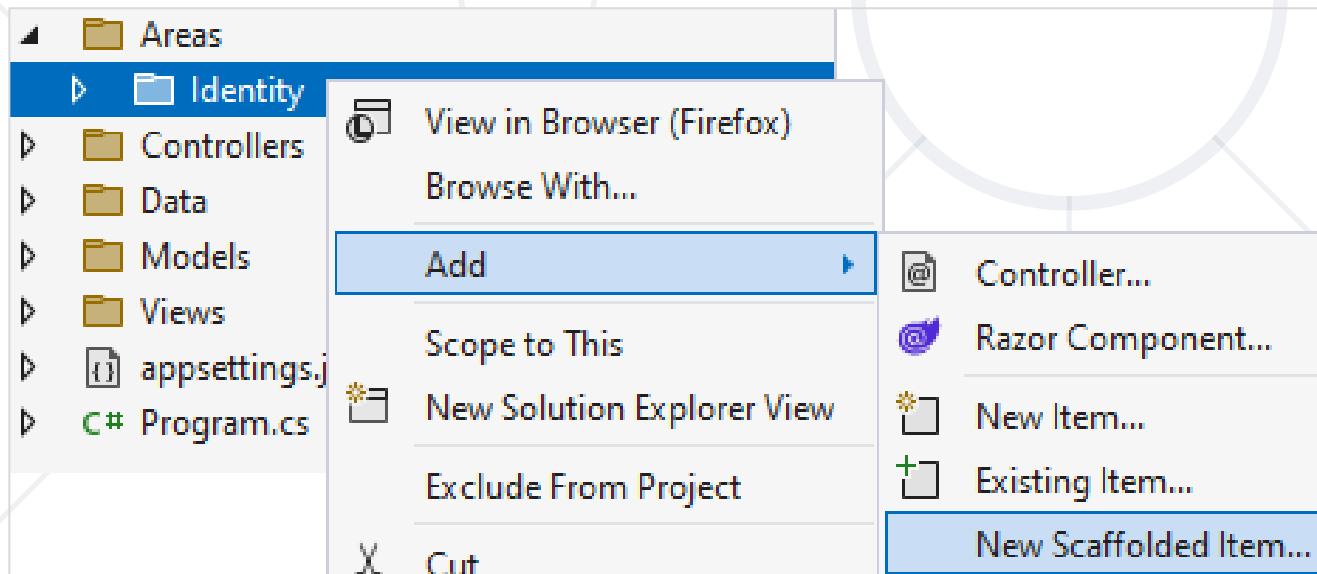 Areas
Identity
Controllers
Data
Models
Views
appsettings.j
C# Program.cs
View in Browser (Firefox)
Browse With...
Add
Scope to This
New Solution Explorer View
Exclude From Project
Cut
Controller...
Razor Component...
New Item...
Existing Item...
New Scaffolded Item...